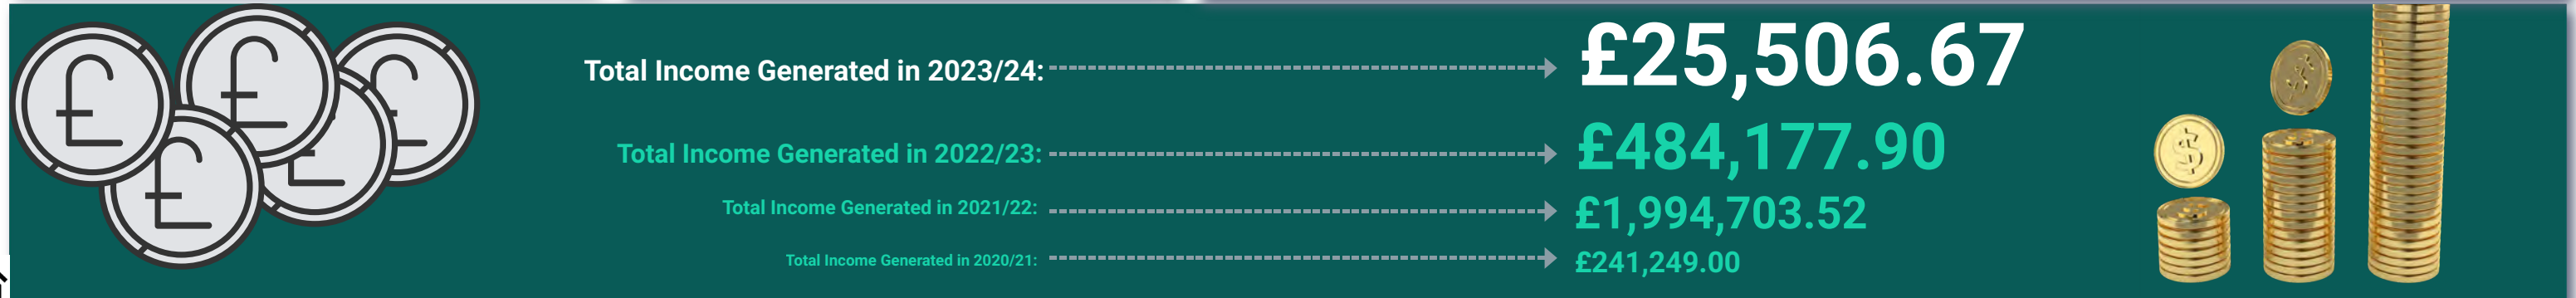 Total Income Generated in 2023/24: £25,506.67
Total Income Generated in 2022/23: £484,177.90
Total Income Generated in 2021/22: £1,994,703.52
Total Income Generated in 2020/21: £241,249.00